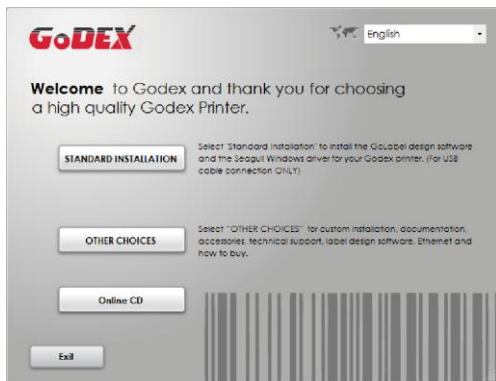 GoDEX
English
Welcome to Godex and thank you for choosing
a high quality Godex Printer.
STANDARD INSTALLATION
Select 'Standard Installation' to install the GoLabel design software
and the Seagull Windows driver for your Godex printer. (For USB
cable connection ONLY)
OTHER CHOICES
Select "OTHER CHOICES" for custom installation, documentation,
accessories, technical support, label design software, Ethernet and
how to buy.
Online CD
Exit